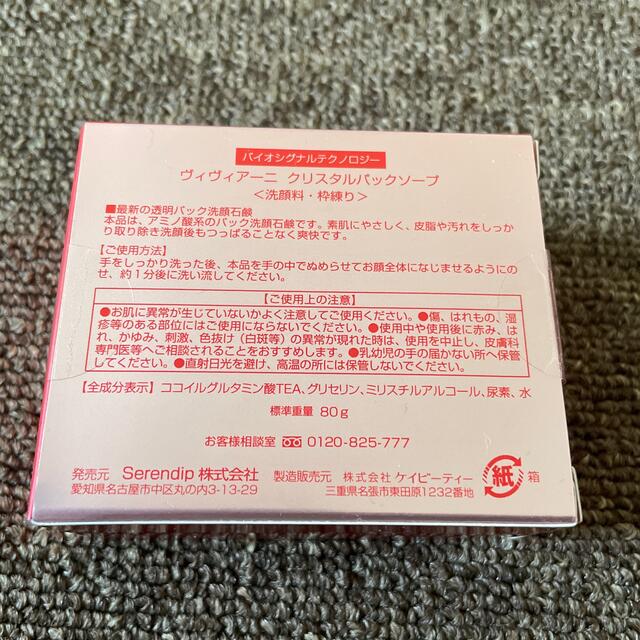 バイオシグナルテクノロジー
ヴィヴィアーニ クリスタルパックソープ
＜洗顔料・枠練り＞
■最新の透明パック洗顔石鹸
本品は、アミノ酸系のパック洗顔石鹸です。素肌にやさしく、皮脂や汚れをしっか
り取り除き洗顔後もつっぱることなく爽快です。
【ご使用方法】
手をしっかり洗った後、本品を手の中でぬめらせてお顔全体になじませるようにの
せ、約1分後に洗い流してください。
【ご使用上の注意】
●お肌に異常が生じていないかよく注意してご使用ください。●傷、はれもの、湿
疹等のある部位にはご使用にならないでください。●使用中や使用後に赤み、は
れ、かゆみ、刺激、色抜け（白斑等）の異常が現れた時は、使用を中止し、皮膚科
専門医等へご相談されることをおすすめします。●乳幼児の手の届かない所へ保管
してください。●直射日光を避け、高温の所には保管しないでください。
【全成分表示】 ココイルグルタミン酸TEA、グリセリン、ミリスチルアルコール、尿素、水
標準重量 80g
お客様相談室 0120-825-777
発売元 Serendip 株式会社 製造販売元 株式会社 ケイビーティー
愛知県名古屋市中区丸の内3-13-29 三重県名張市東田原1232番地
紙 箱